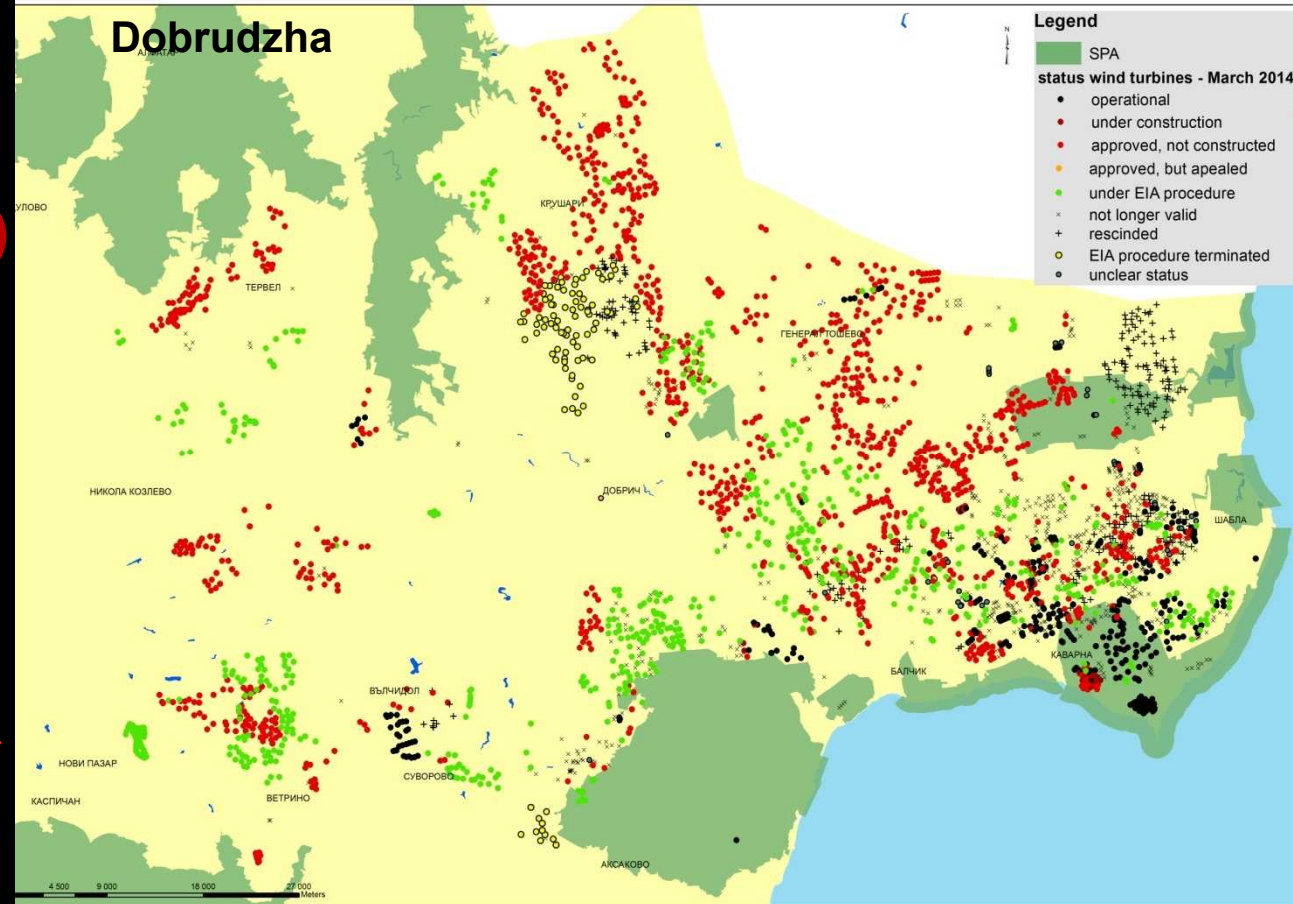 Dobrudzha
АЛФАТАР
N
Legend
SPA
status wind turbines - March 2014
operational
under construction
approved, not constructed
approved, but apealed
under EIA procedure
not longer valid
rescinded
EIA procedure terminated
unclear status
УЛОВО
КРУШАРИ
ТЕРВЕЛ
ГЕНЕРАЛ ТОШЕВО
НИКОЛА КОЗЛЕВО
ДОБРИЧ
ШАБЛА
КАВАРНА
БАЛЧИК
ВЪЛЧИДОЛ
НОВИ ПАЗАР
СУВОРОВО
КАСПИЧАН
ВЕТРИНО
АКСАКОВО
4 500 9 000 18 000 27 000
Meters